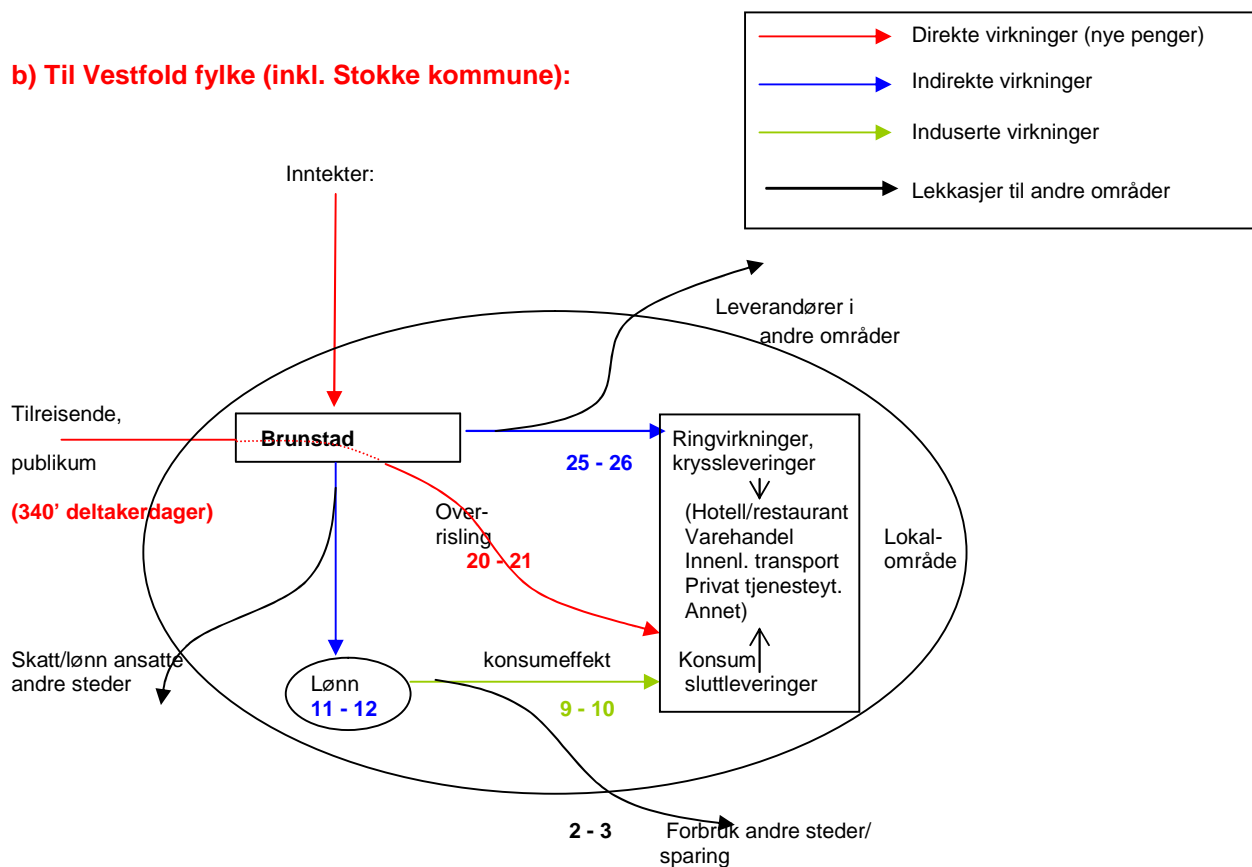 Direkte virkninger (nye penger)
b) Til Vestfold fylke (inkl. Stokke kommune):
Indirekte virkninger
Induserte virkninger
Inntekter:
Lekkasjer til andre områder
Leverandører i
andre områder
Tilreisende,
publikum
(340' deltakerdager)
Brunstad
25 - 26
Ringvirkninger,
kryssleveringer
(Hotell/restaurant
Varehandel
Innenl. transport
Privat tjenesteyt.
Annet)
Over-
risling
20 - 21
Lokal-
område
Skatt/lønn ansatte
andre steder
Lønn
11 - 12
konsumeffekt
9 - 10
Konsum
sluttleveringer
2 - 3
Forbruk andre steder/
sparing